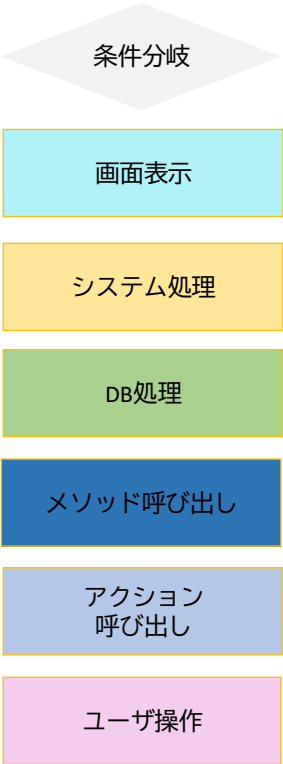 条件分岐
画面表示
システム処理
DB処理
メソッド呼び出し
アクション
呼び出し
ユーザ操作